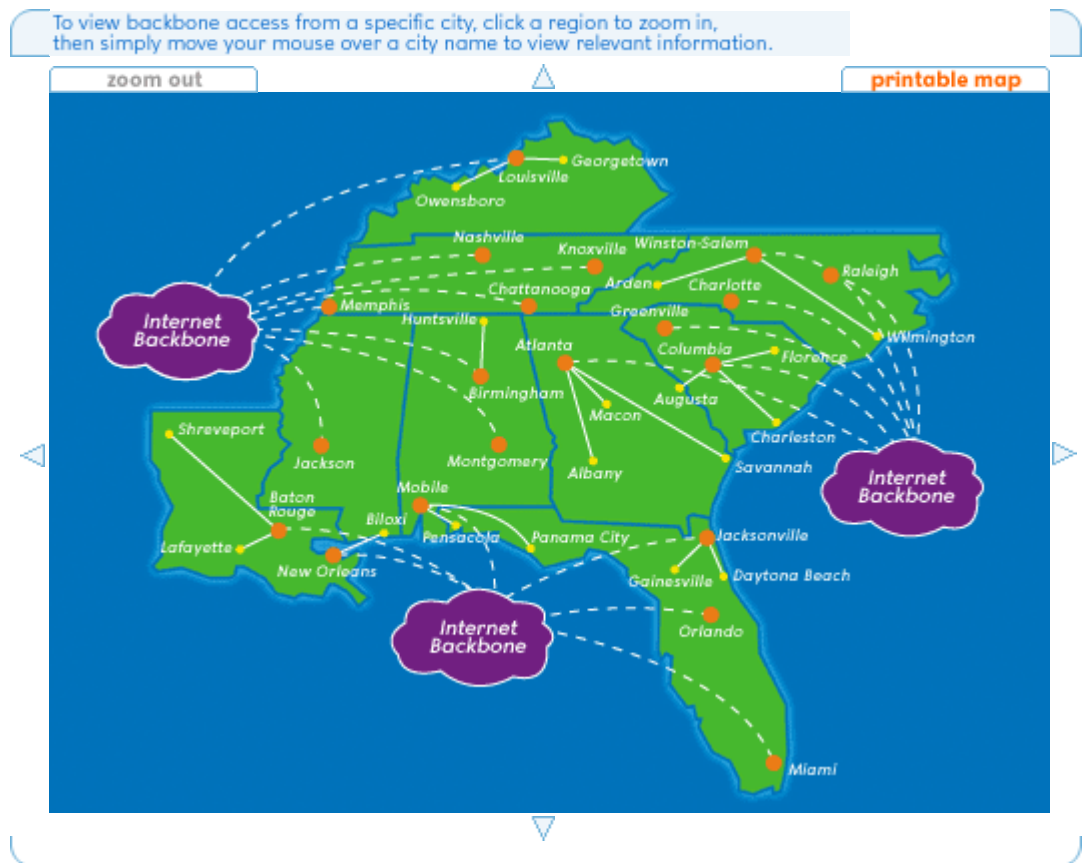 To view backbone access from a specific city, click a region to zoom in,
then simply move your mouse over a city name to view relevant information.
zoom out
printable map
Georgetown
Louisville
Owensboro
Nashville
Knoxville
Winston-Salem
Raleigh
Arden
Charlotte
Chattanooga
Memphis
Greenville
Huntsville
Internet
Backbone
Wilmington
Atlanta
Columbia
Florence
Birmingham
Augusta
Macon
Charleston
Shreveport
Jackson
Montgomery
Albany
Savannah
Internet
Backbone
Mobile
Baton
Rouge
Biloxi
Pensacola
Panama City
Jacksonville
Lafayette
New Orleans
Gainesville
Daytona Beach
Internet
Backbone
Orlando
Miami